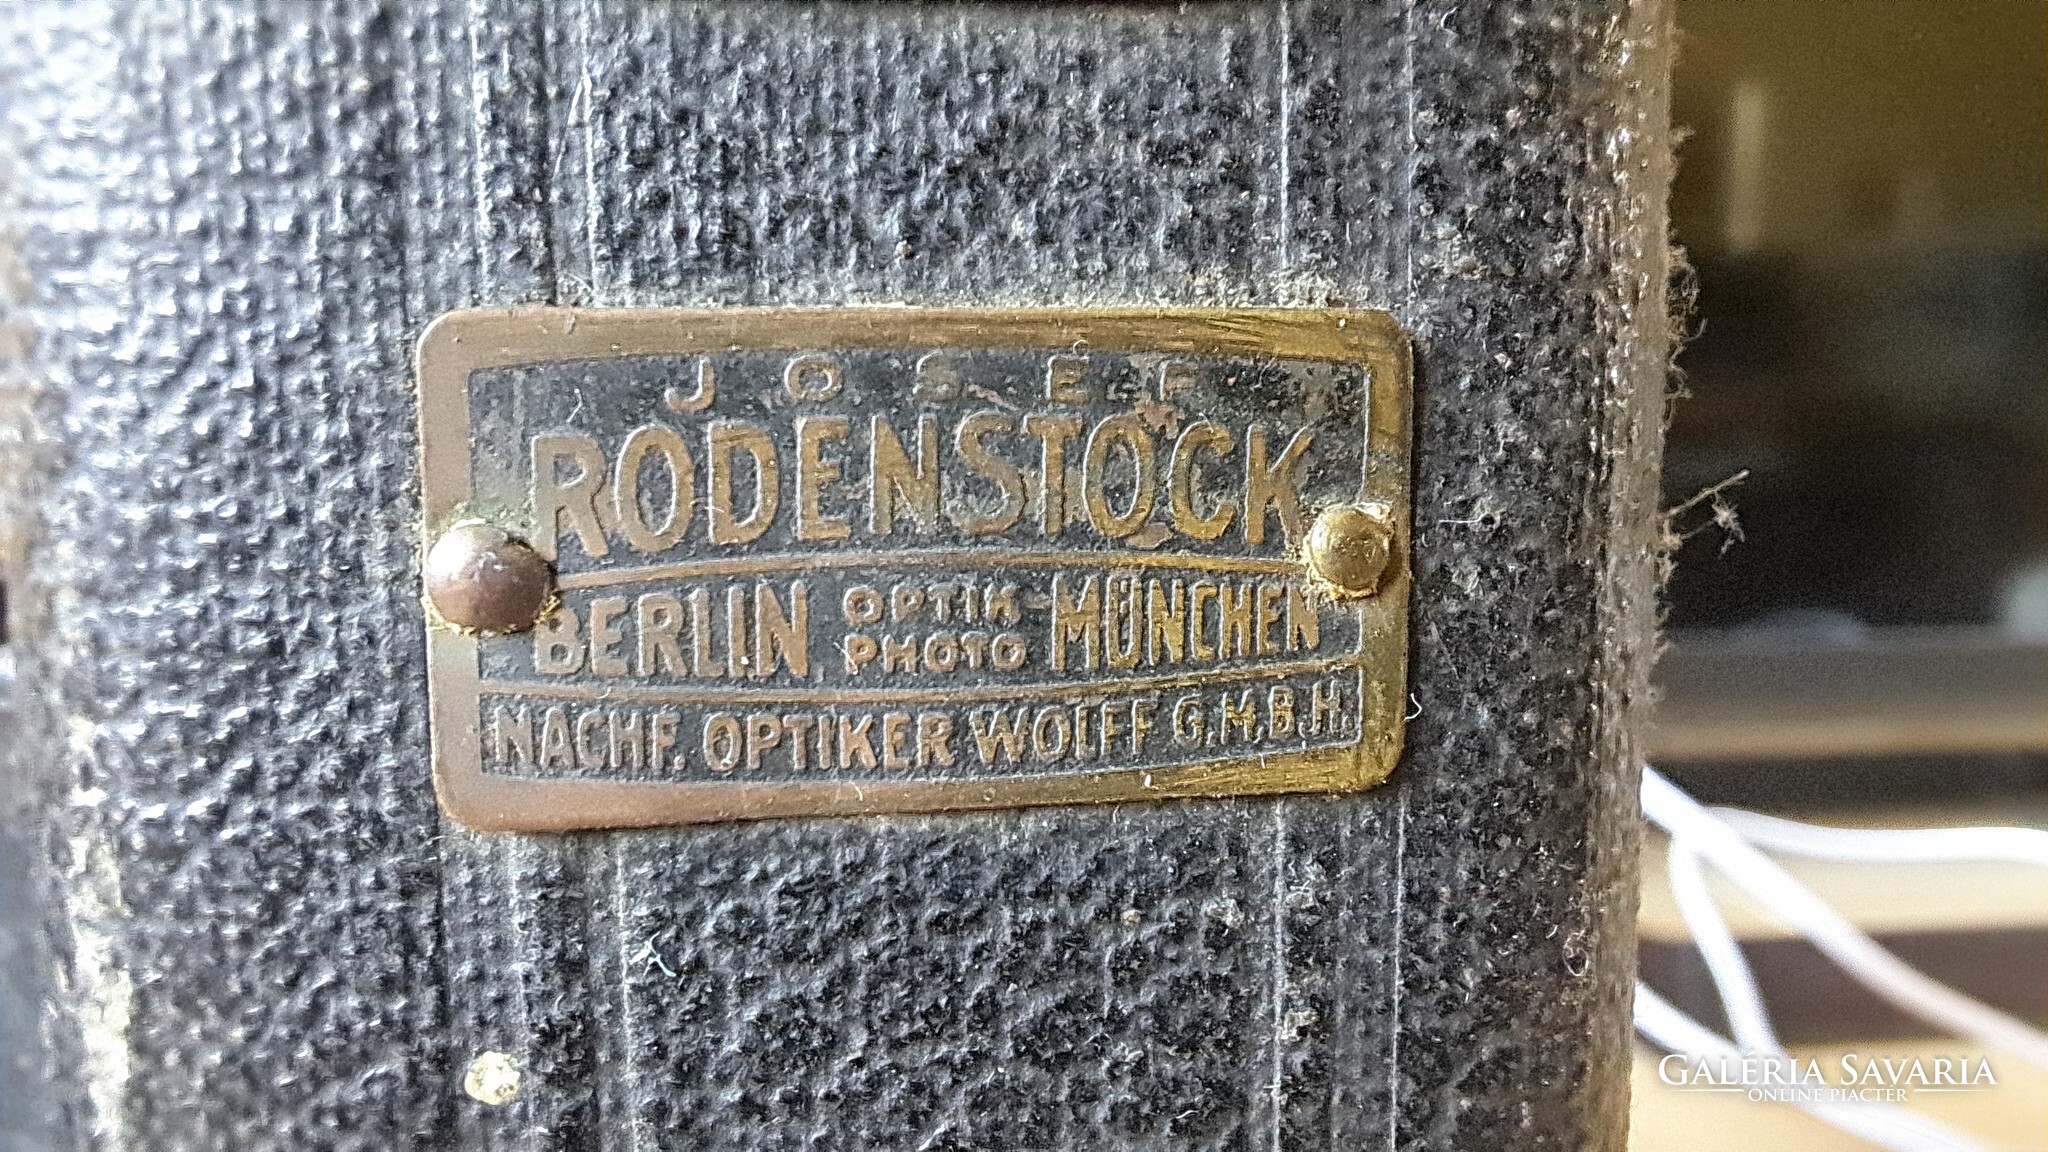 JOSEF
RODENSTOCK
BERLIN OPTIK- MÜNCHEN
PHOTO
NACHF. OPTIKER WOLFF G.M.B.H.
GALÉRIA SAVARIA
ONLINE PIACTÉR